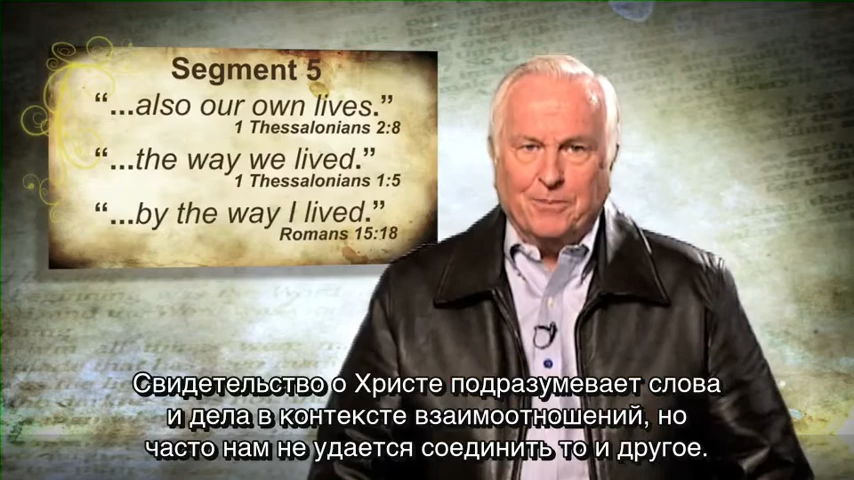 Segment 5
“...also our own lives.”
1 Thessalonians 2:8
“...the way we lived.”
1 Thessalonians 1:5
“...by the way I lived.”
Romans 15:18
Свидетельство о Христе подразумевает слова
и дела в контексте взаимоотношений, но
часто нам не удается соединить то и другое.